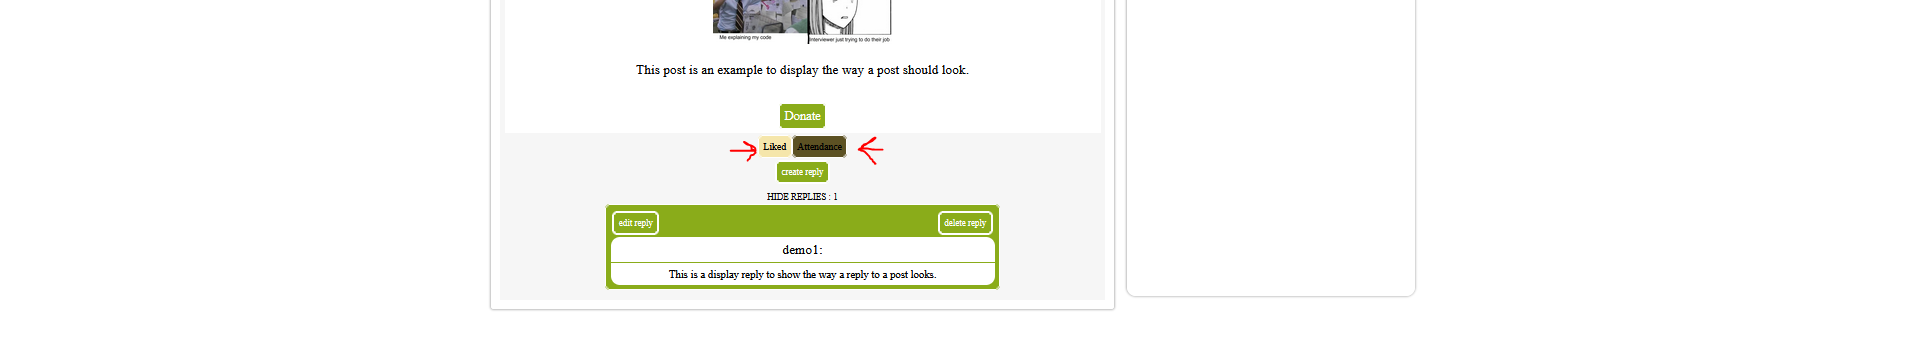 Me explaining my code
Interviewer just trying to do their job
This post is an example to display the way a post should look.
Donate
Liked Attendance
create reply
HIDE REPLIES : 1
edit reply delete reply
demo1:
This is a display reply to show the way a reply to a post looks.